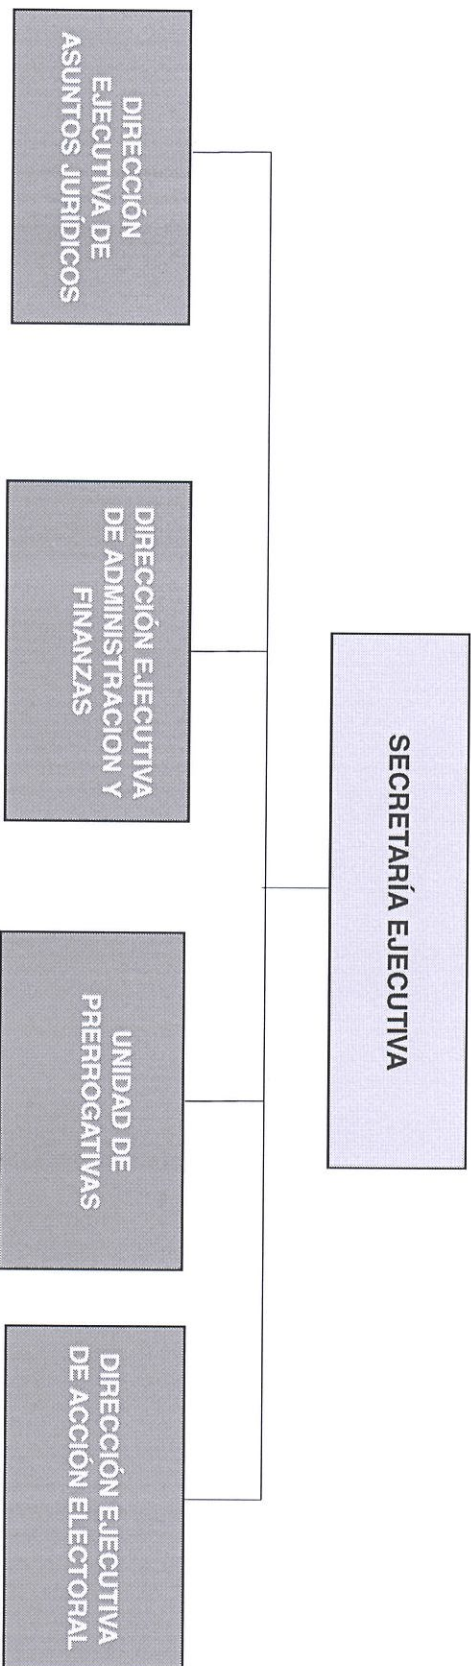 SECRETARÍA EJECUTIVA
DIRECCIÓN
EJECUTIVA DE
ASUNTOS JURÍDICOS
DIRECCIÓN EJECUTIVA
DE ADMINISTRACION Y
FINANZAS
UNIDAD DE
PRERROGATIVAS
DIRECCIÓN EJECUTIVA
DE ACCIÓN ELECTORAL